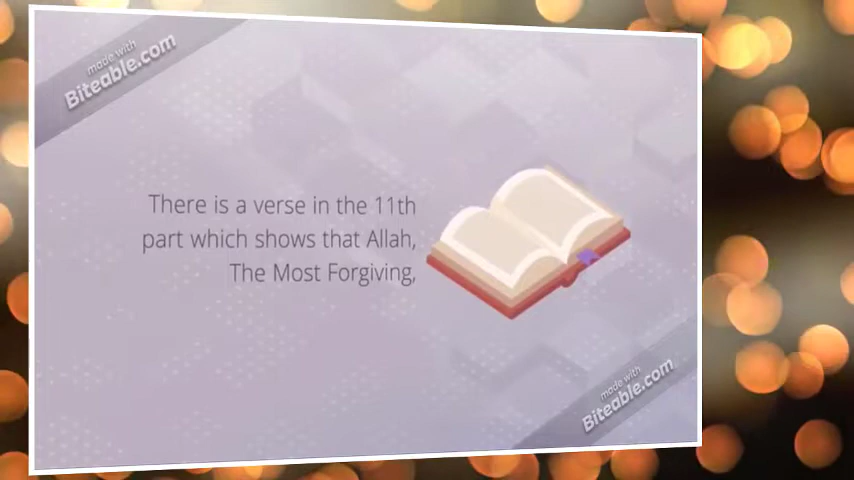 made with
Biteable.com
There is a verse in the 11th
part which shows that Allah,
The Most Forgiving,
made with
Biteable.com